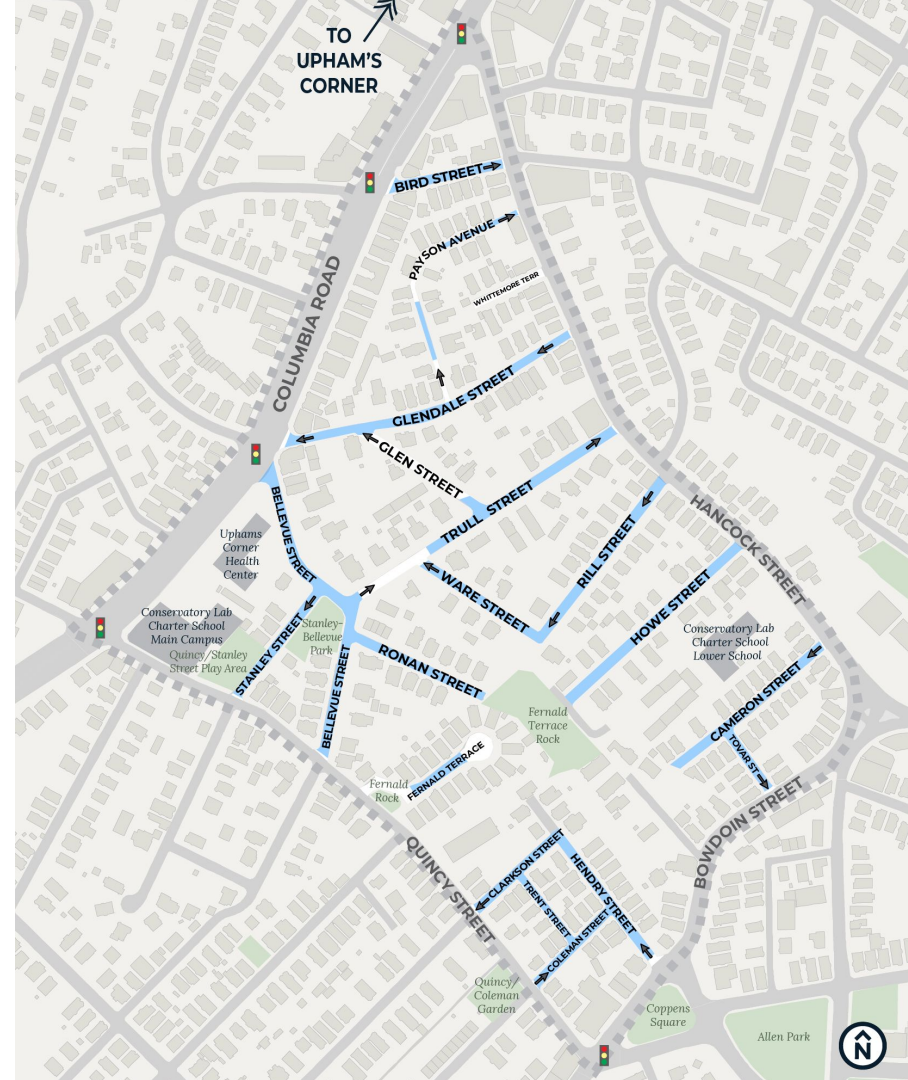 TO
UPHAM'S
CORNER
BIRD STREET
PAYSON AVENUE
WHITTEMORE TERR
COLUMBIA ROAD
GLENDALE STREET
GLEN STREET
TRULL STREET
HANCOCK STREET
BELLEVUE STREET
Uphams
Corner
Health
Center
RILL STREET
WARE STREET
HOWE STREET
Conservatory Lab
Charter School
Main Campus
Quincy/Stanley
Street Play Area
STANLEY STREET
Stanley-
Bellevue
Park
Conservatory Lab
Charter School
Lower School
BELLEVUE STREET
RONAN STREET
CAMERON STREET
Fernald
Terrace
Rock
TOVAR ST
FERNALD TERRACE
Fernald
Rock
BOWDOIN STREET
QUINCY STREET
CLARKSON STREET
HENDRY STREET
TRENT STREET
COLEMAN STREET
Quincy/
Coleman
Garden
Coppens
Square
Allen Park
N